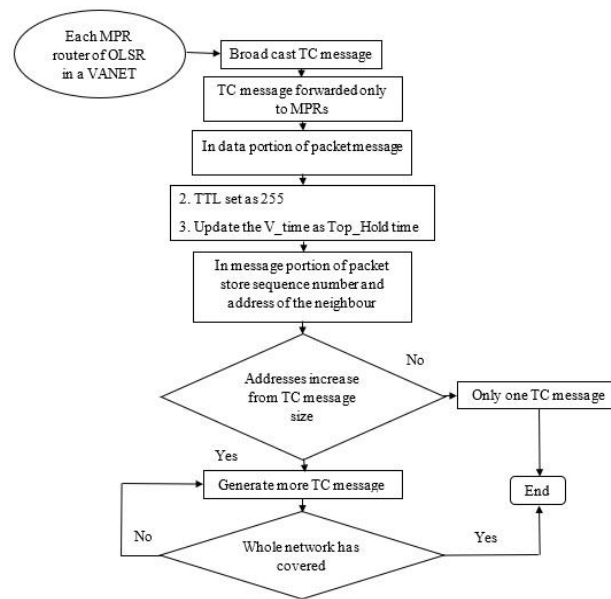 Each MPR
router of OLSR
in a VANET
Broad cast TC message
TC message forwarded only
to MPRs
In data portion of packet message
2. TTL set as 255
3. Update the V_time as Top_Hold time
In message portion of packet
store sequence number and
address of the neighbour
Addresses increase
from TC message
size
No
Only one TC message
Yes
Generate more TC message
End
No
Whole network has
covered
Yes